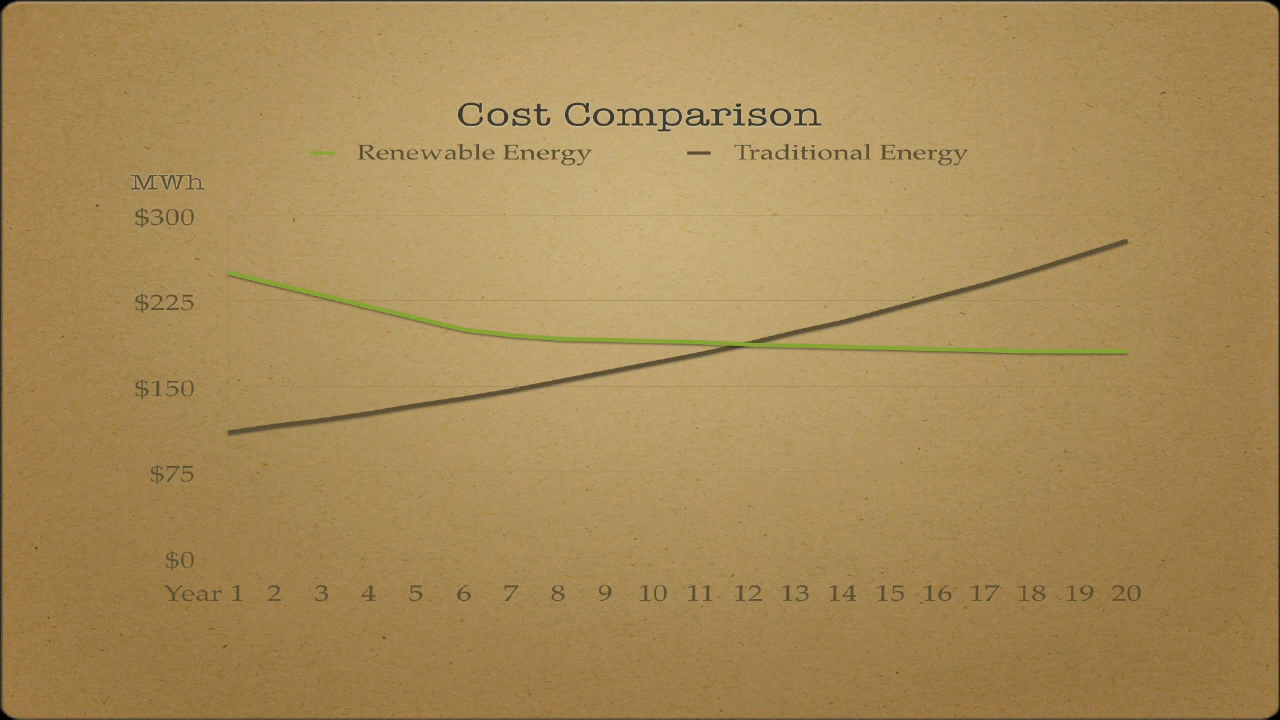 Cost Comparison
Renewable Energy Traditional Energy
MWh
$300
$225
$150
$75
$0
Year 1 2 3 4 5 6 7 8 9 10 11 12 13 14 15 16 17 18 19 20